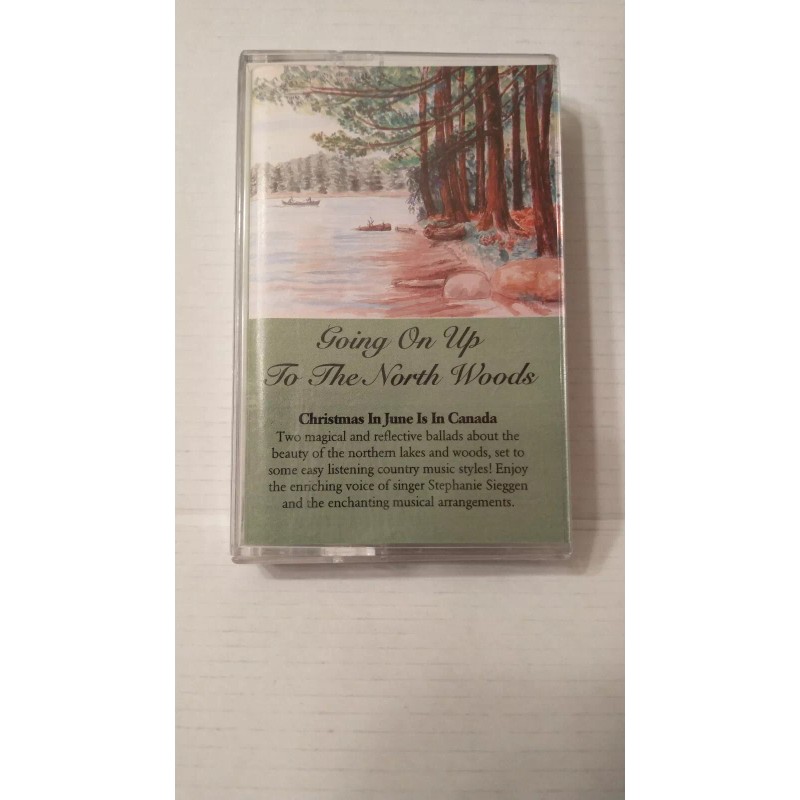 Going On Up
To The North Woods
Christmas In June Is In Canada
Two magical and reflective ballads about the
beauty of the northern lakes and woods, set to
some easy listening country music styles! Enjoy
the enriching voice of singer Stephanie Sieggen
and the enchanting musical arrangements.